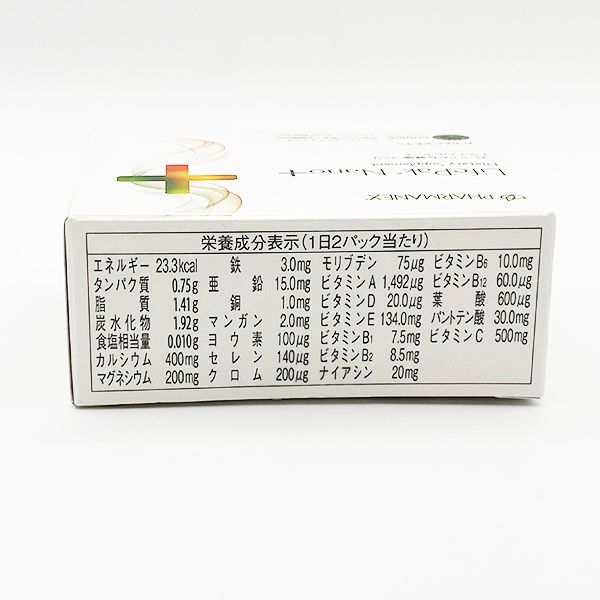 PHARMANEX
LifePak Nano+
Dietary Supplement
栄養成分表示(1日2パック当たり)
エネルギー 23.3kcal 鉄 3.0mg モリブデン 75μg ビタミンB6 10.0mg
タンパク質 0.75g 亜鉛 15.0mg ビタミンA 1,492μg ビタミンB12 60.0μg
脂質 1.41g 銅 1.0mg ビタミンD 20.0μg 葉酸 600μg
炭水化物 1.92g マンガン 2.0mg ビタミンE 134.0mg パントテン酸 30.0mg
食塩相当量 0.010g ヨウ素 100μg ビタミンB1 7.5mg ビタミンC 500mg
カルシウム 400mg セレン 140μg ビタミンB2 8.5mg
マグネシウム 200mg クロム 200μg ナイアシン 20mg